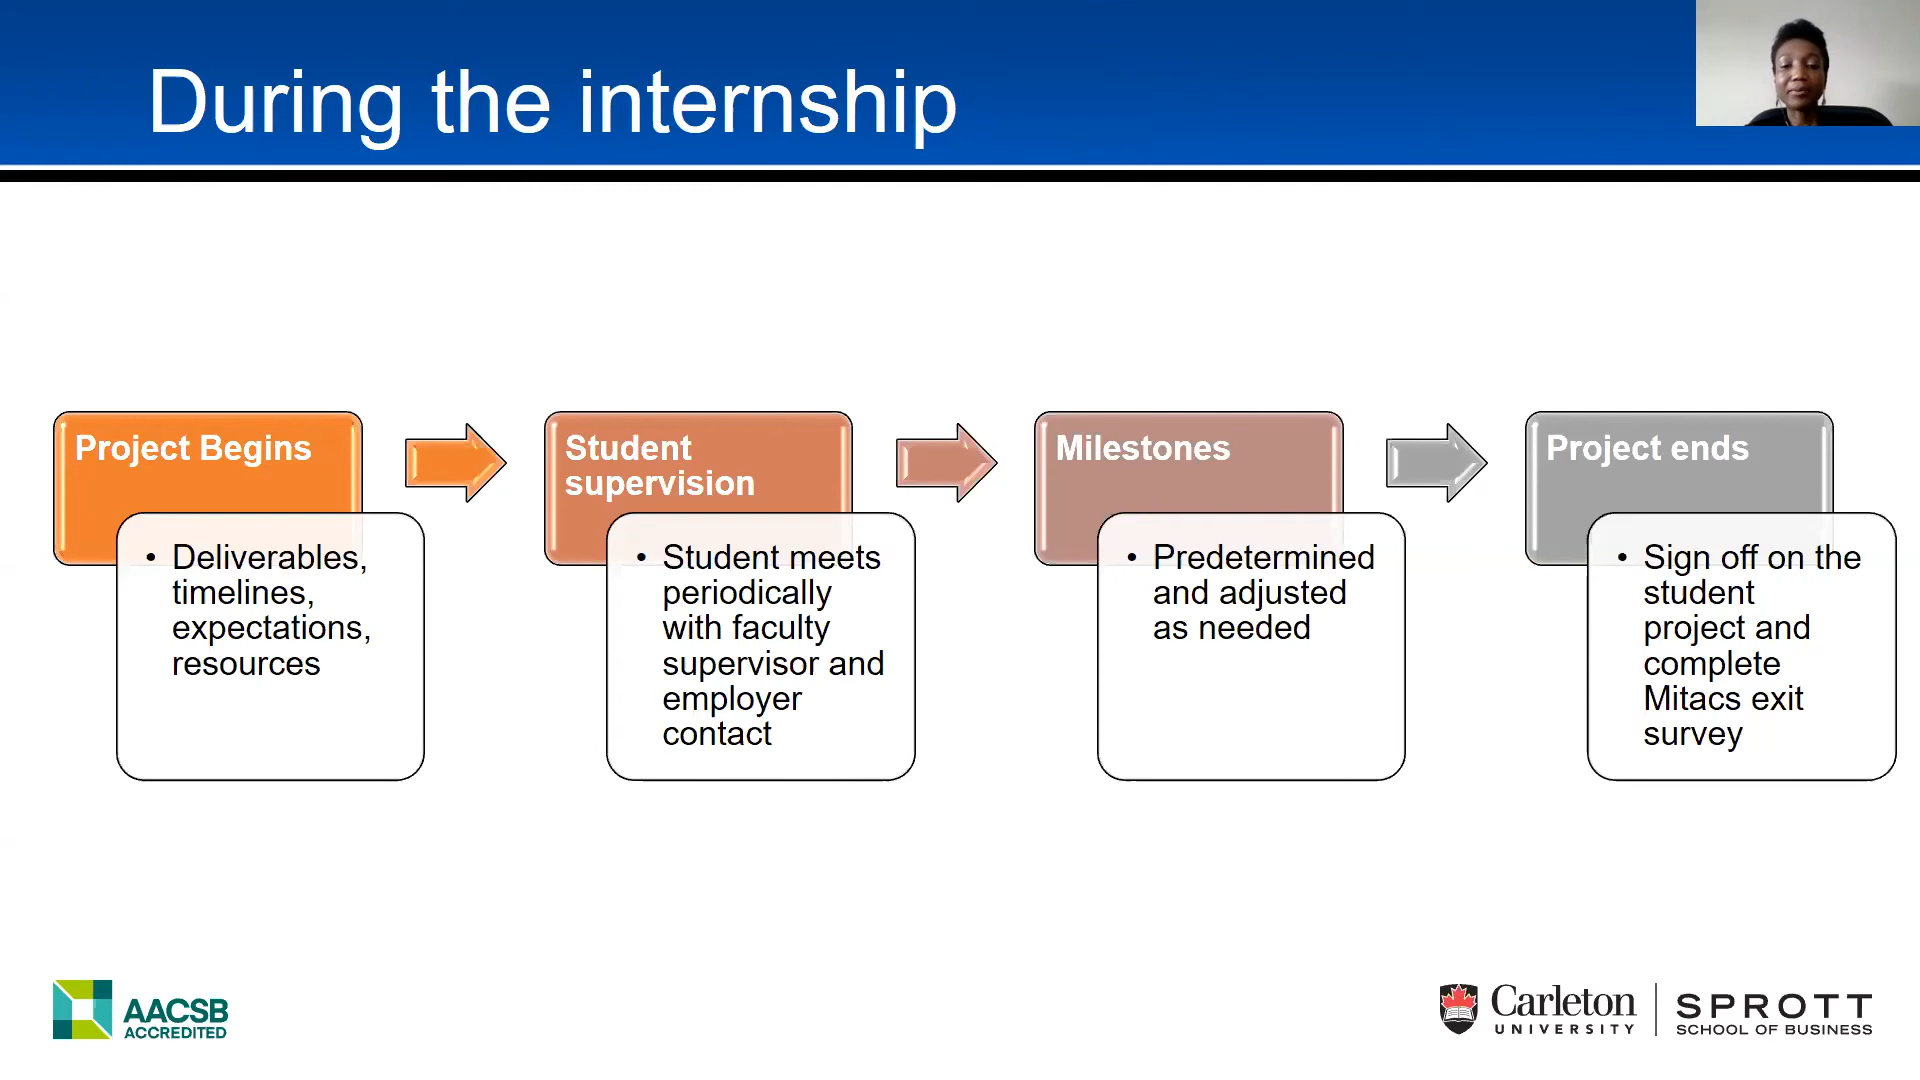 During the internship
Project Begins
• Deliverables,
timelines,
expectations,
resources
Student
supervision
• Student meets
periodically
with faculty
supervisor and
employer
contact
Milestones
• Predetermined
and adjusted
as needed
Project ends
• Sign off on the
student
project and
complete
Mitacs exit
survey
AACSB
ACCREDITED
Carleton
UNIVERSITY
SPROTT
SCHOOL OF BUSINESS